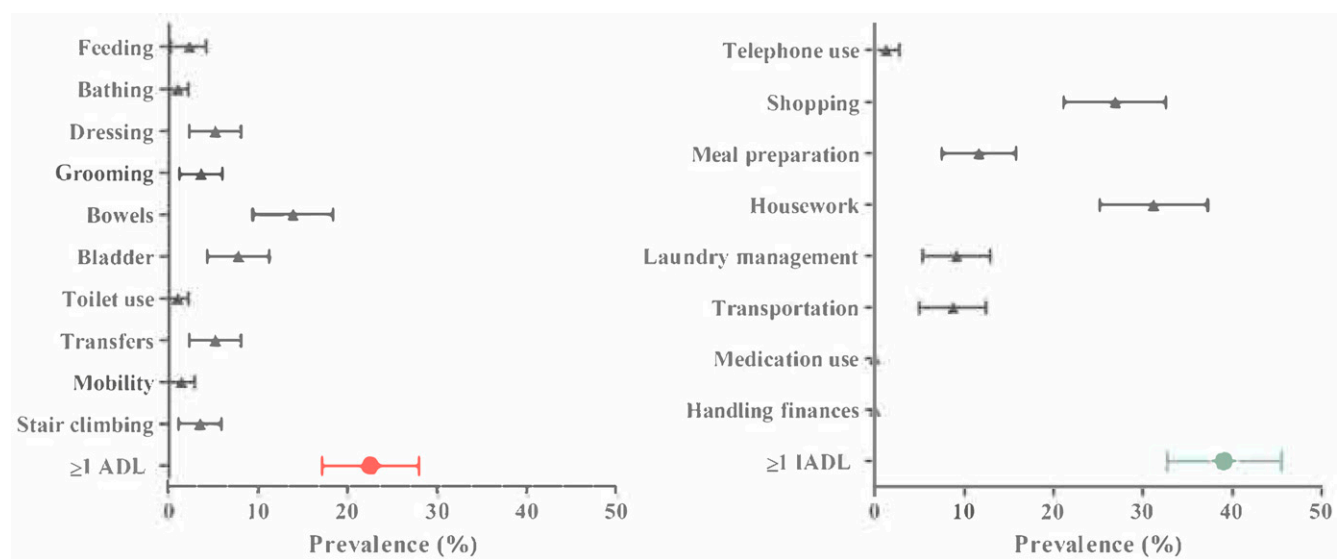 Feeding
Bathing
Dressing
Grooming
Bowels
Bladder
Toilet use
Transfers
Mobility
Stair climbing
≥1 ADL
0 10 20 30 40 50
Prevalence (%)
Telephone use
Shopping
Meal preparation
Housework
Laundry management
Transportation
Medication use
Handling finances
≥1 IADL
0 10 20 30 40 50
Prevalence (%)